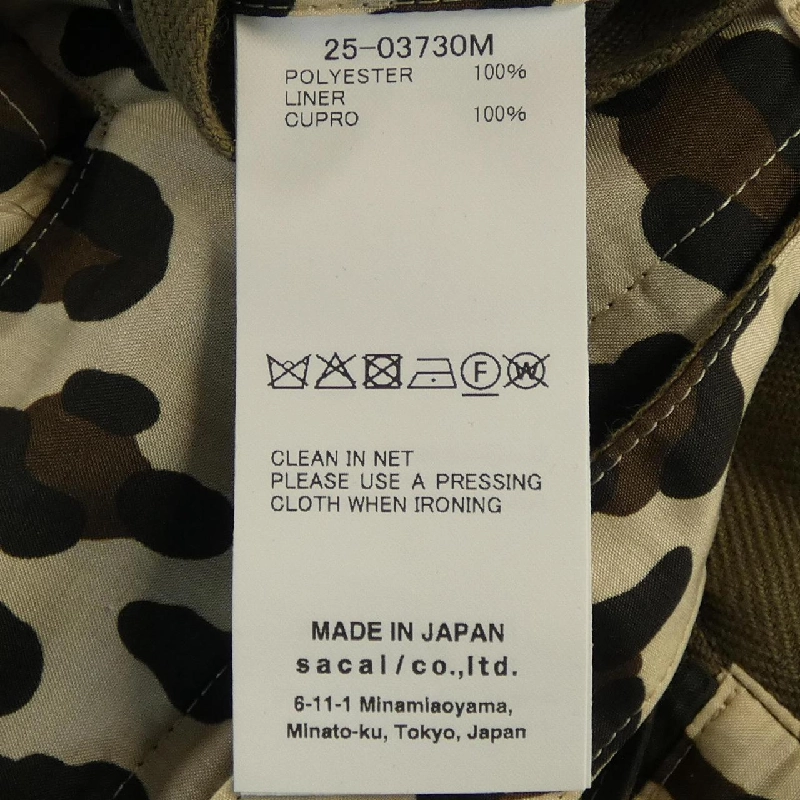 25-03730M
POLYESTER 100%
LINER
CUPRO 100%
F W
CLEAN IN NET
PLEASE USE A PRESSING
CLOTH WHEN IRONING
MADE IN JAPAN
sacai/co.,ltd.
6-11-1 Minamiaoyama,
Minato-ku, Tokyo, Japan